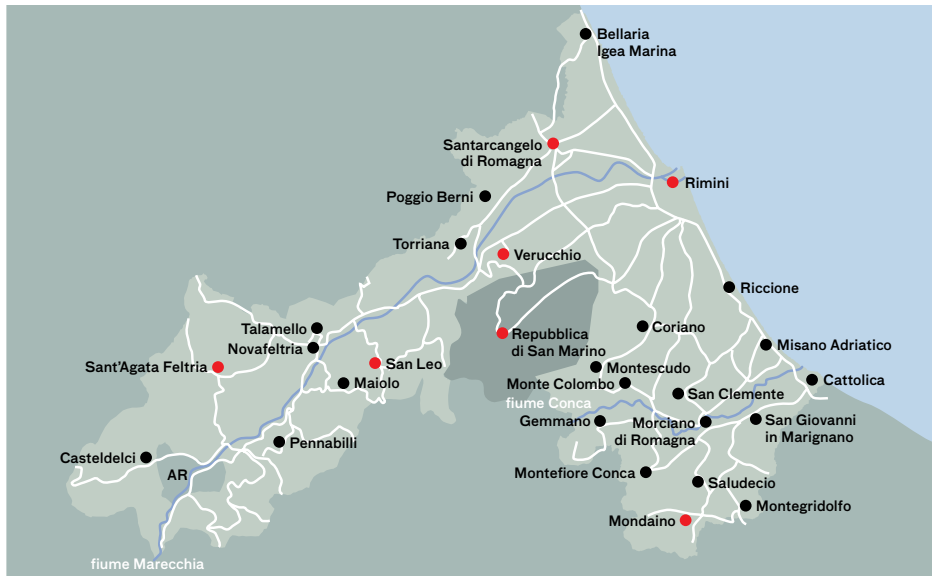 Bellaria
Igea Marina
Santarcangelo
di Romagna
Rimini
Poggio Berni
Torriana
Verucchio
Riccione
Talamello
Coriano
Repubblica
di San Marino
Novafeltria
Misano Adriatico
San Leo
Sant'Agata Feltria
Montescudo
Maiolo
Monte Colombo
Cattolica
San Clemente
fiume Conca
Gemmano
Morciano
di Romagna
San Giovanni
in Marignano
Pennabilli
Casteldelci
AR
Montefiore Conca
Saludecio
Montegridolfo
Mondaino
fiume Marecchia